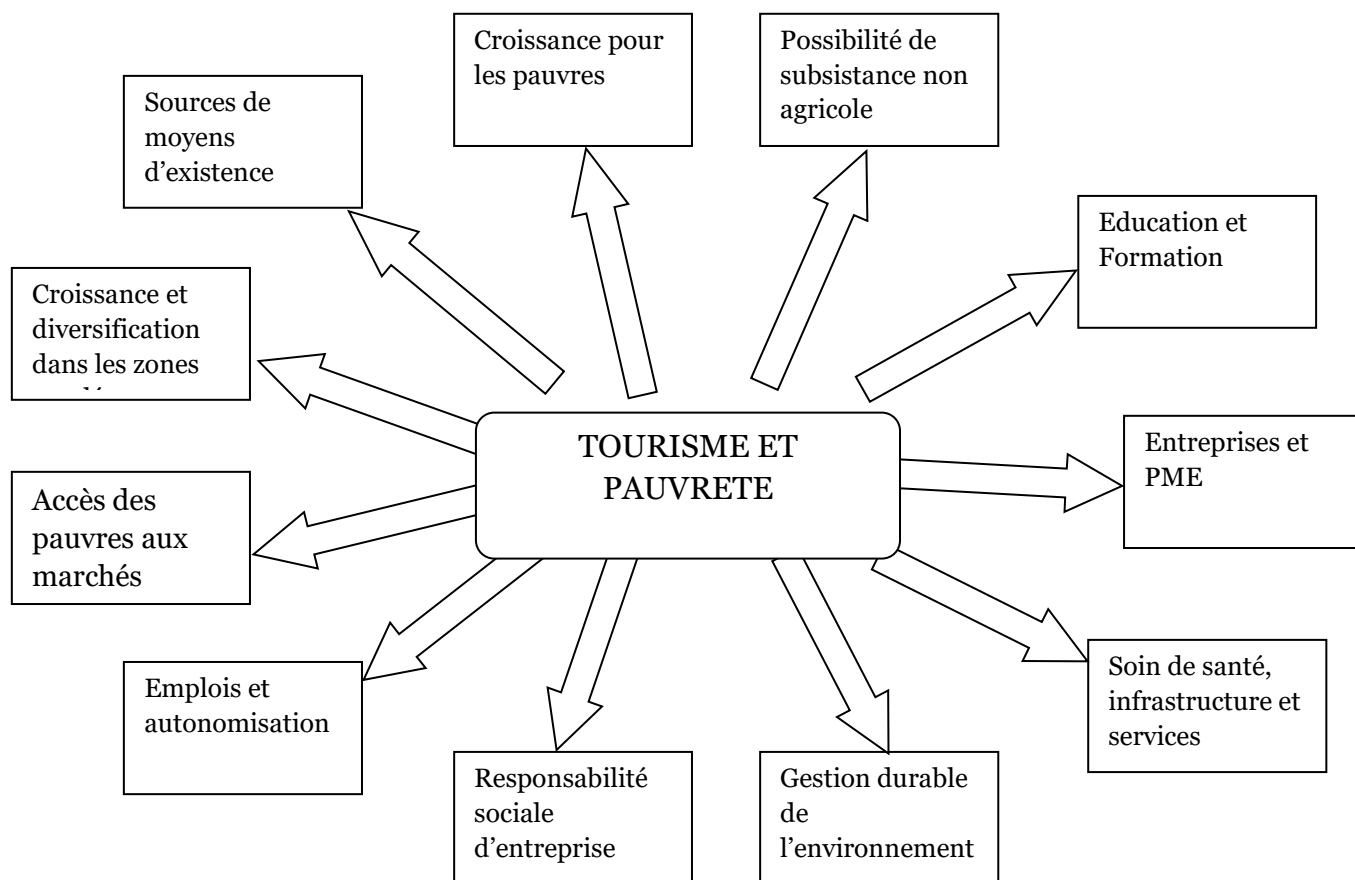 Croissance pour
les pauvres
Possibilité de
subsistance non
agricole
Sources de
moyens
d’existence
Education et
Formation
Croissance et
diversification
dans les zones
TOURISME ET
PAUVRETE
Entreprises et
PME
Accès des
pauvres aux
marchés
Soin de santé,
infrastructure et
services
Emplois et
autonomisation
Responsabilité
sociale
d’entreprise
Gestion durable
de
l’environnement